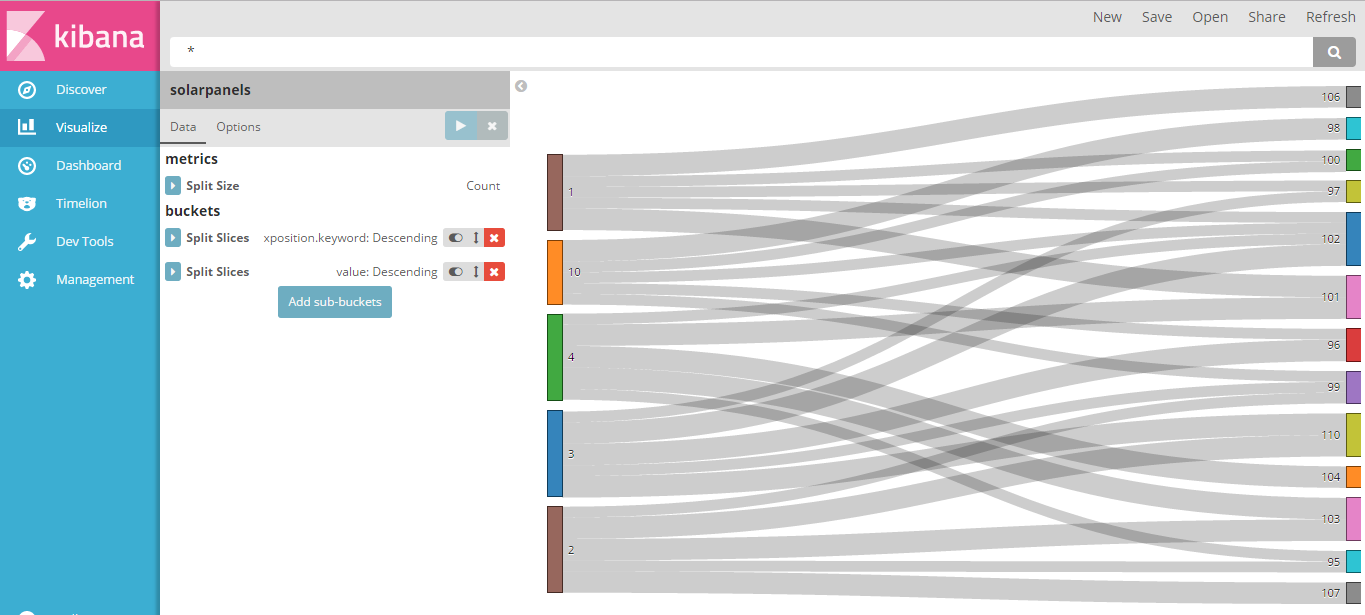 kibana
Discover
Visualize
Dashboard
Timelion
Dev Tools
Management
New Save Open Share Refresh
*
solarpanels
Data Options
metrics
Split Size Count
buckets
Split Slices xposition.keyword: Descending
Split Slices value: Descending
Add sub-buckets
1
10
4
3
2
106
98
100
97
102
101
96
99
110
104
103
95
107